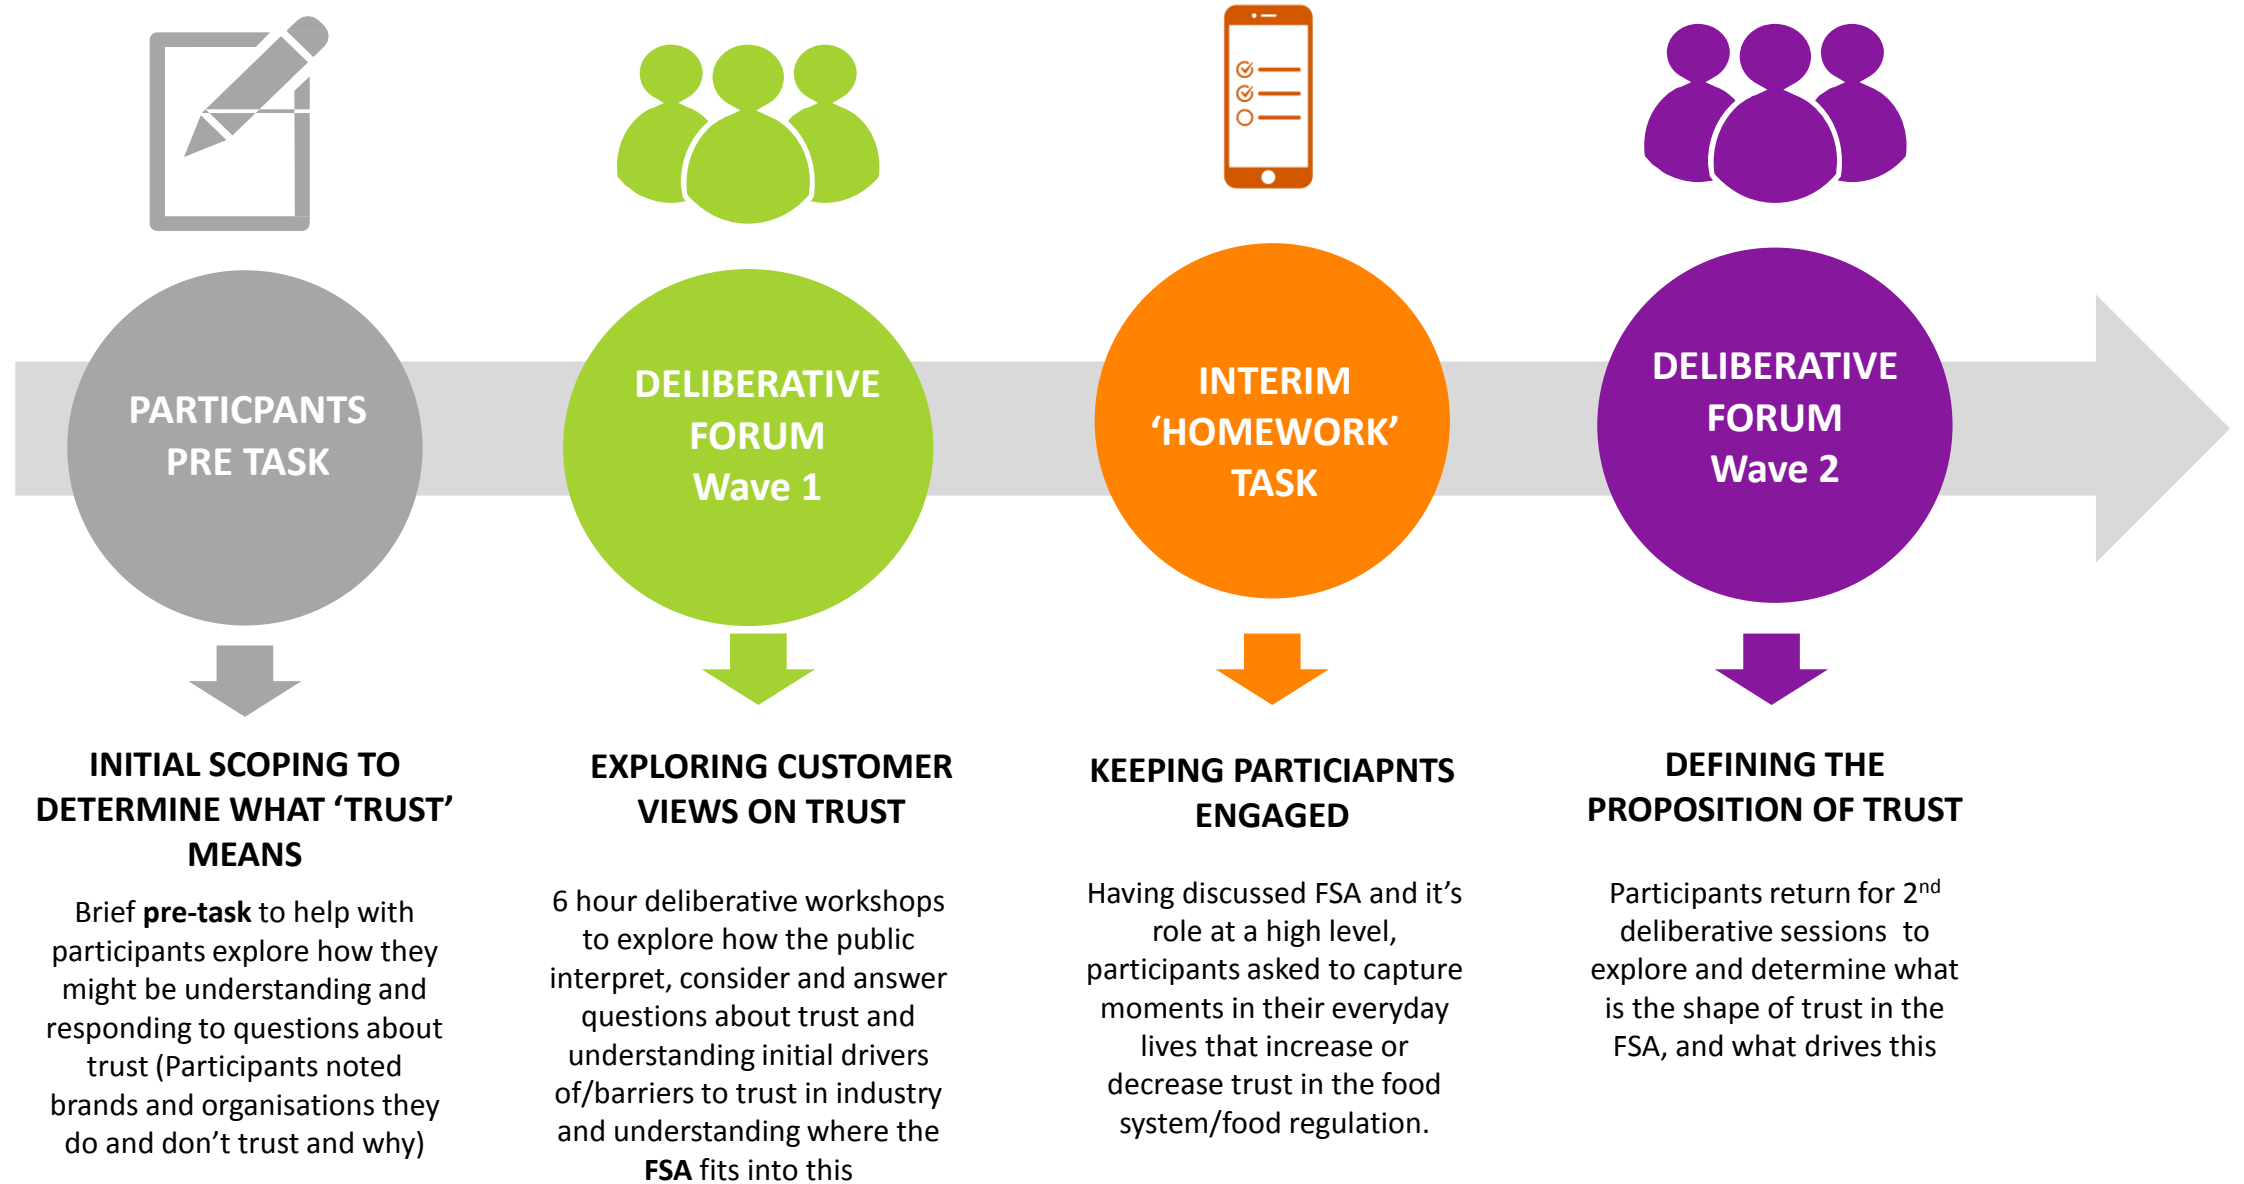 PARTICPANTS
PRE TASK
DELIBERATIVE
FORUM
Wave 1
INTERIM
‘HOMEWORK’
TASK
DELIBERATIVE
FORUM
Wave 2
INITIAL SCOPING TO
DETERMINE WHAT ‘TRUST’
MEANS
Brief pre-task to help with
participants explore how they
might be understanding and
responding to questions about
trust (Participants noted
brands and organisations they
do and don’t trust and why)
EXPLORING CUSTOMER
VIEWS ON TRUST
6 hour deliberative workshops
to explore how the public
interpret, consider and answer
questions about trust and
understanding initial drivers
of/barriers to trust in industry
and understanding where the
FSA fits into this
KEEPING PARTICIAPNTS
ENGAGED
Having discussed FSA and it’s
role at a high level,
participants asked to capture
moments in their everyday
lives that increase or
decrease trust in the food
system/food regulation.
DEFINING THE
PROPOSITION OF TRUST
Participants return for 2nd
deliberative sessions to
explore and determine what
is the shape of trust in the
FSA, and what drives this